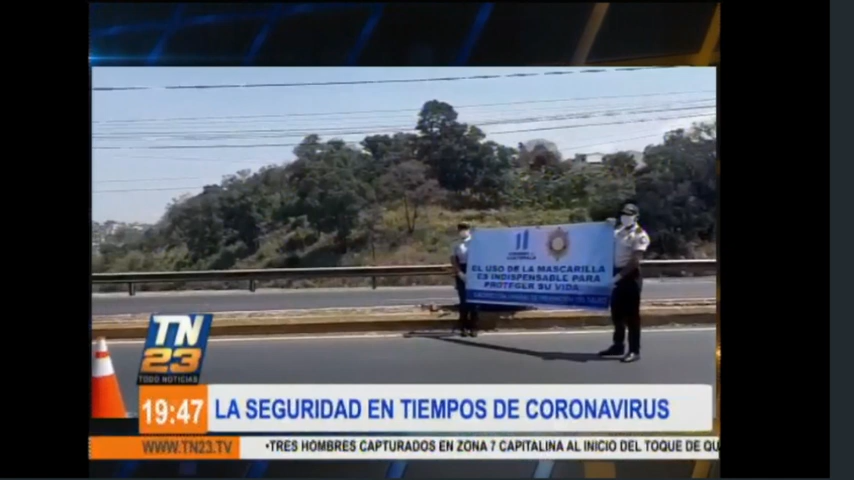 EL USO DE LA MASCARILLA
ES INDISPENSABLE PARA
PROTEGER SU VIDA
TN
23
TODO NOTICIAS
19:47
LA SEGURIDAD EN TIEMPOS DE CORONAVIRUS
WWW.TN23.TV
•TRES HOMBRES CAPTURADOS EN ZONA 7 CAPITALINA AL INICIO DEL TOQUE DE QU